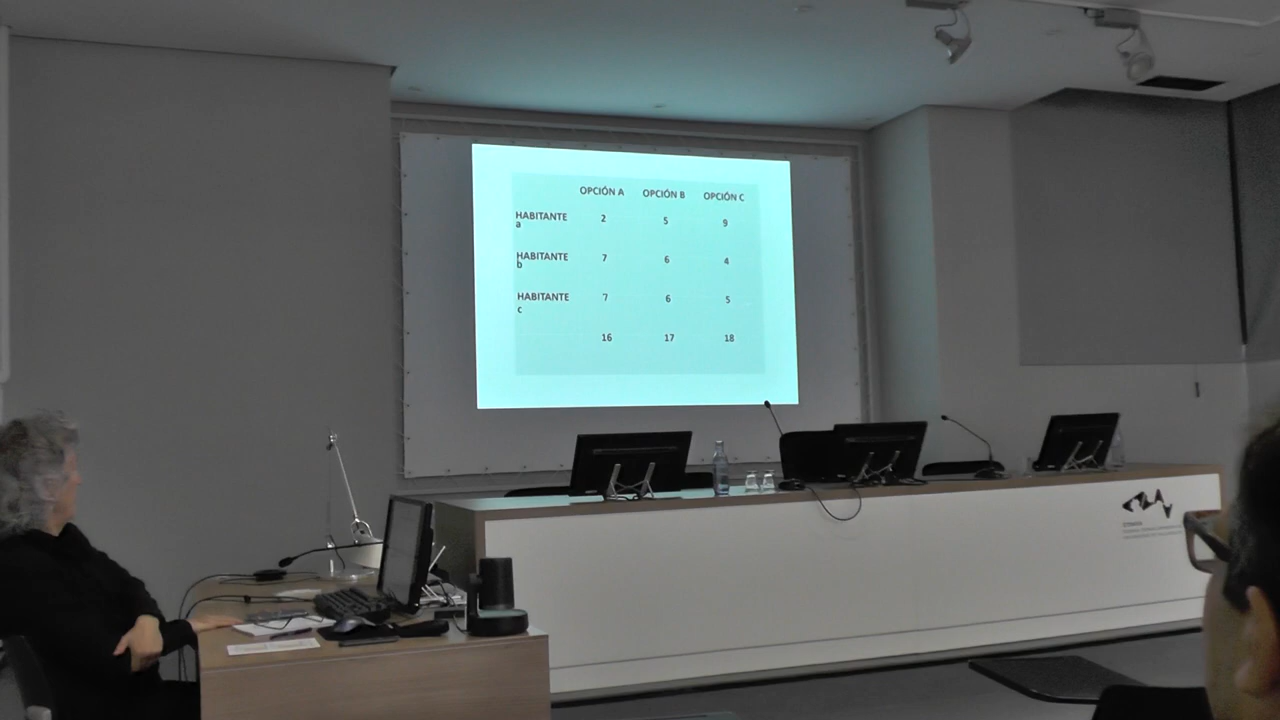 OPCIÓN A OPCIÓN B OPCIÓN C
HABITANTE 2 5 9
a
HABITANTE 7 6 4
b
HABITANTE 7 6 5
c
16 17 18